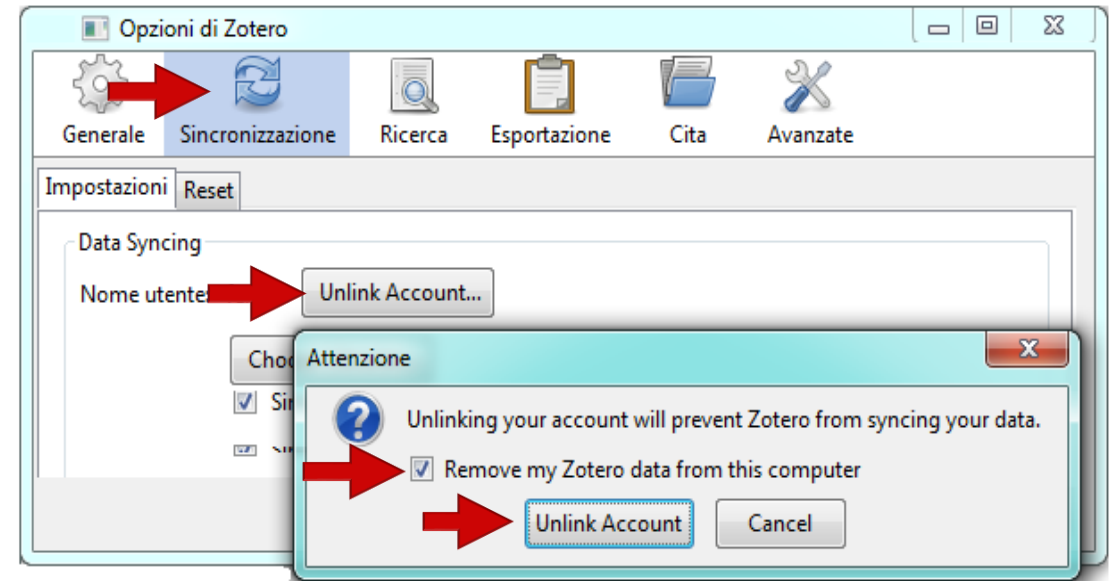 Opzioni di Zotero
Generale Sincronizzazione Ricerca Esportazione Cita Avanzate
Impostazioni Reset
Data Syncing
Nome utente Unlink Account...
Attenzione
Unlinking your account will prevent Zotero from syncing your data.
Remove my Zotero data from this computer
Unlink Account Cancel